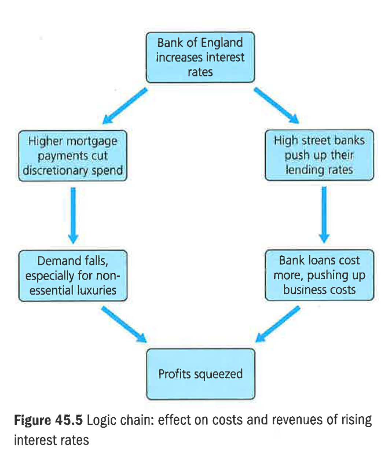 Bank of England
increases interest
rates
Higher mortgage
payments cut
discretionary spend
High street banks
push up their
lending rates
Demand falls,
especially for non-
essential luxuries
Bank loans cost
more, pushing up
business costs
Profits squeezed
Figure 45.5 Logic chain: effect on costs and revenues of rising
interest rates